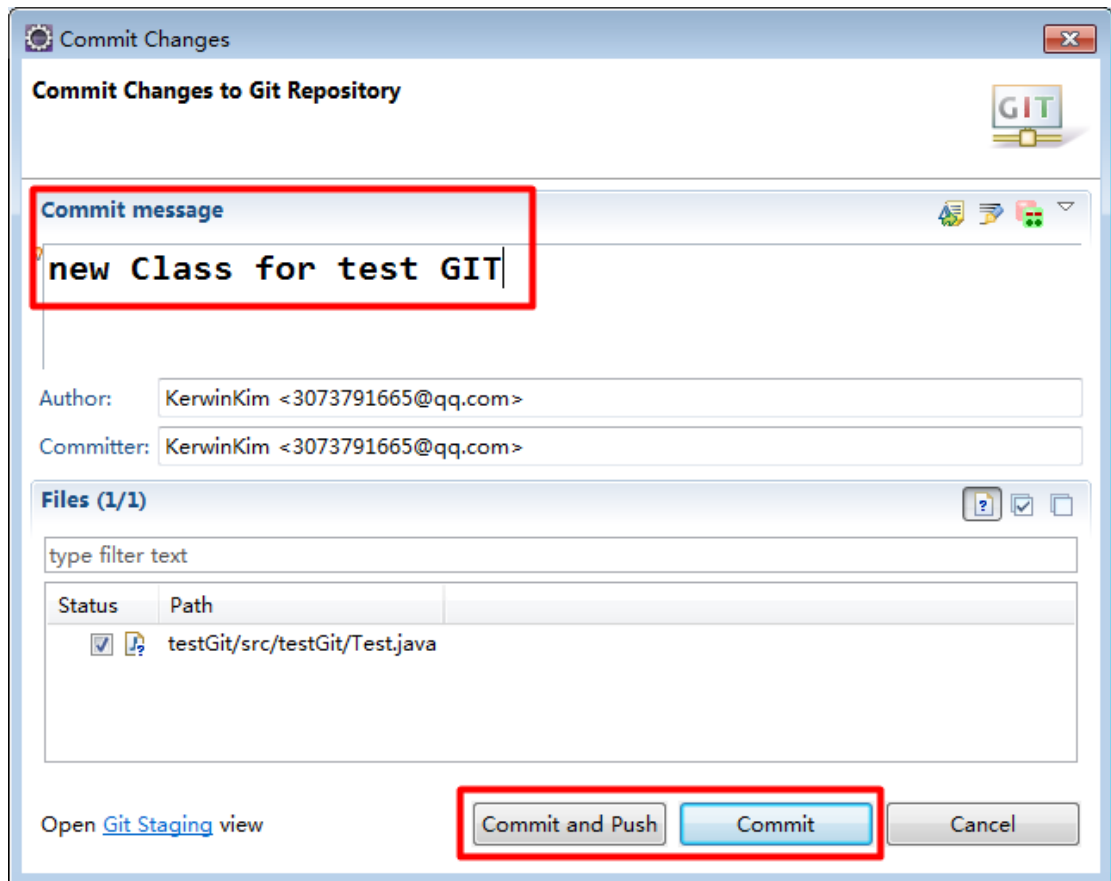 Commit Changes
Commit Changes to Git Repository
GIT
Commit message
new Class for test GIT
Author: KerwinKim <3073791665@qq.com>
Committer: KerwinKim <3073791665@qq.com>
Files (1/1)
type filter text
Status Path
testGit/src/testGit/Test.java
Open Git Staging view Commit and Push Commit Cancel